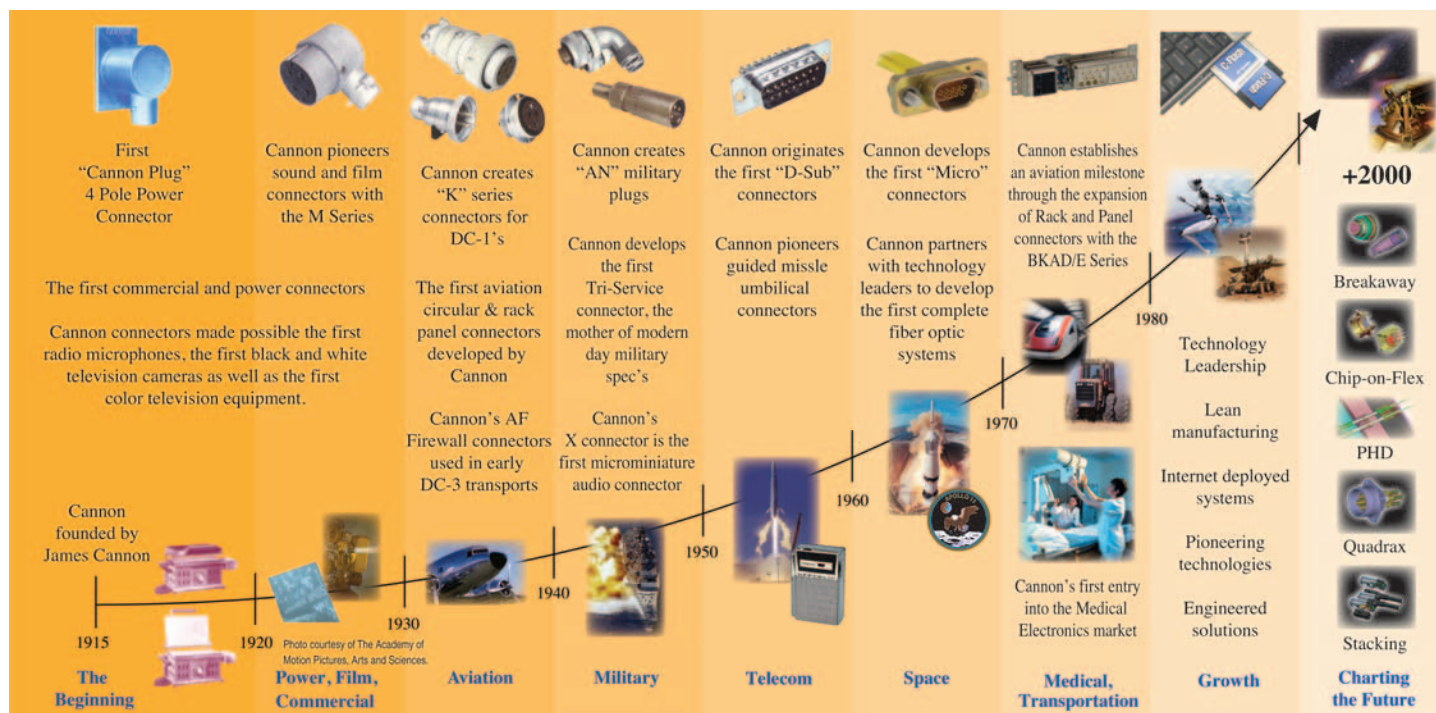 First
“Cannon Plug”
4 Pole Power
Connector
The first commercial and power connectors
Cannon connectors made possible the first
radio microphones, the first black and white
television cameras as well as the first
color television equipment.
Cannon
founded by
James Cannon
1915
The
Beginning
Cannon pioneers
sound and film
connectors with
the M Series
1920
Photo courtesy of The Academy of
Motion Pictures, Arts and Sciences.
Power, Film,
Commercial
Cannon creates
“K” series
connectors for
DC-1’s
The first aviation
circular & rack
panel connectors
developed by
Cannon
Cannon’s AF
Firewall connectors
used in early
DC-3 transports
1930
Aviation
Cannon creates
“AN” military
plugs
Cannon develops
the first
Tri-Service
connector, the
mother of modern
day military
spec’s
Cannon’s
X connector is the
first microminiature
audio connector
1940
Military
Cannon originates
the first “D-Sub”
connectors
Cannon pioneers
guided missle
umbilical
connectors
1950
Telecom
Cannon develops
the first “Micro”
connectors
Cannon partners
with technology
leaders to develop
the first complete
fiber optic
systems
1960
APOLLO 11
Space
Cannon establishes
an aviation milestone
through the expansion
of Rack and Panel
connectors with the
BKAD/E Series
1970
Cannon’s first entry
into the Medical
Electronics market
Medical,
Transportation
1980
Technology
Leadership
Lean
manufacturing
Internet deployed
systems
Pioneering
technologies
Engineered
solutions
Growth
+2000
Breakaway
Chip-on-Flex
PHD
Quadrax
Stacking
Charting
the Future